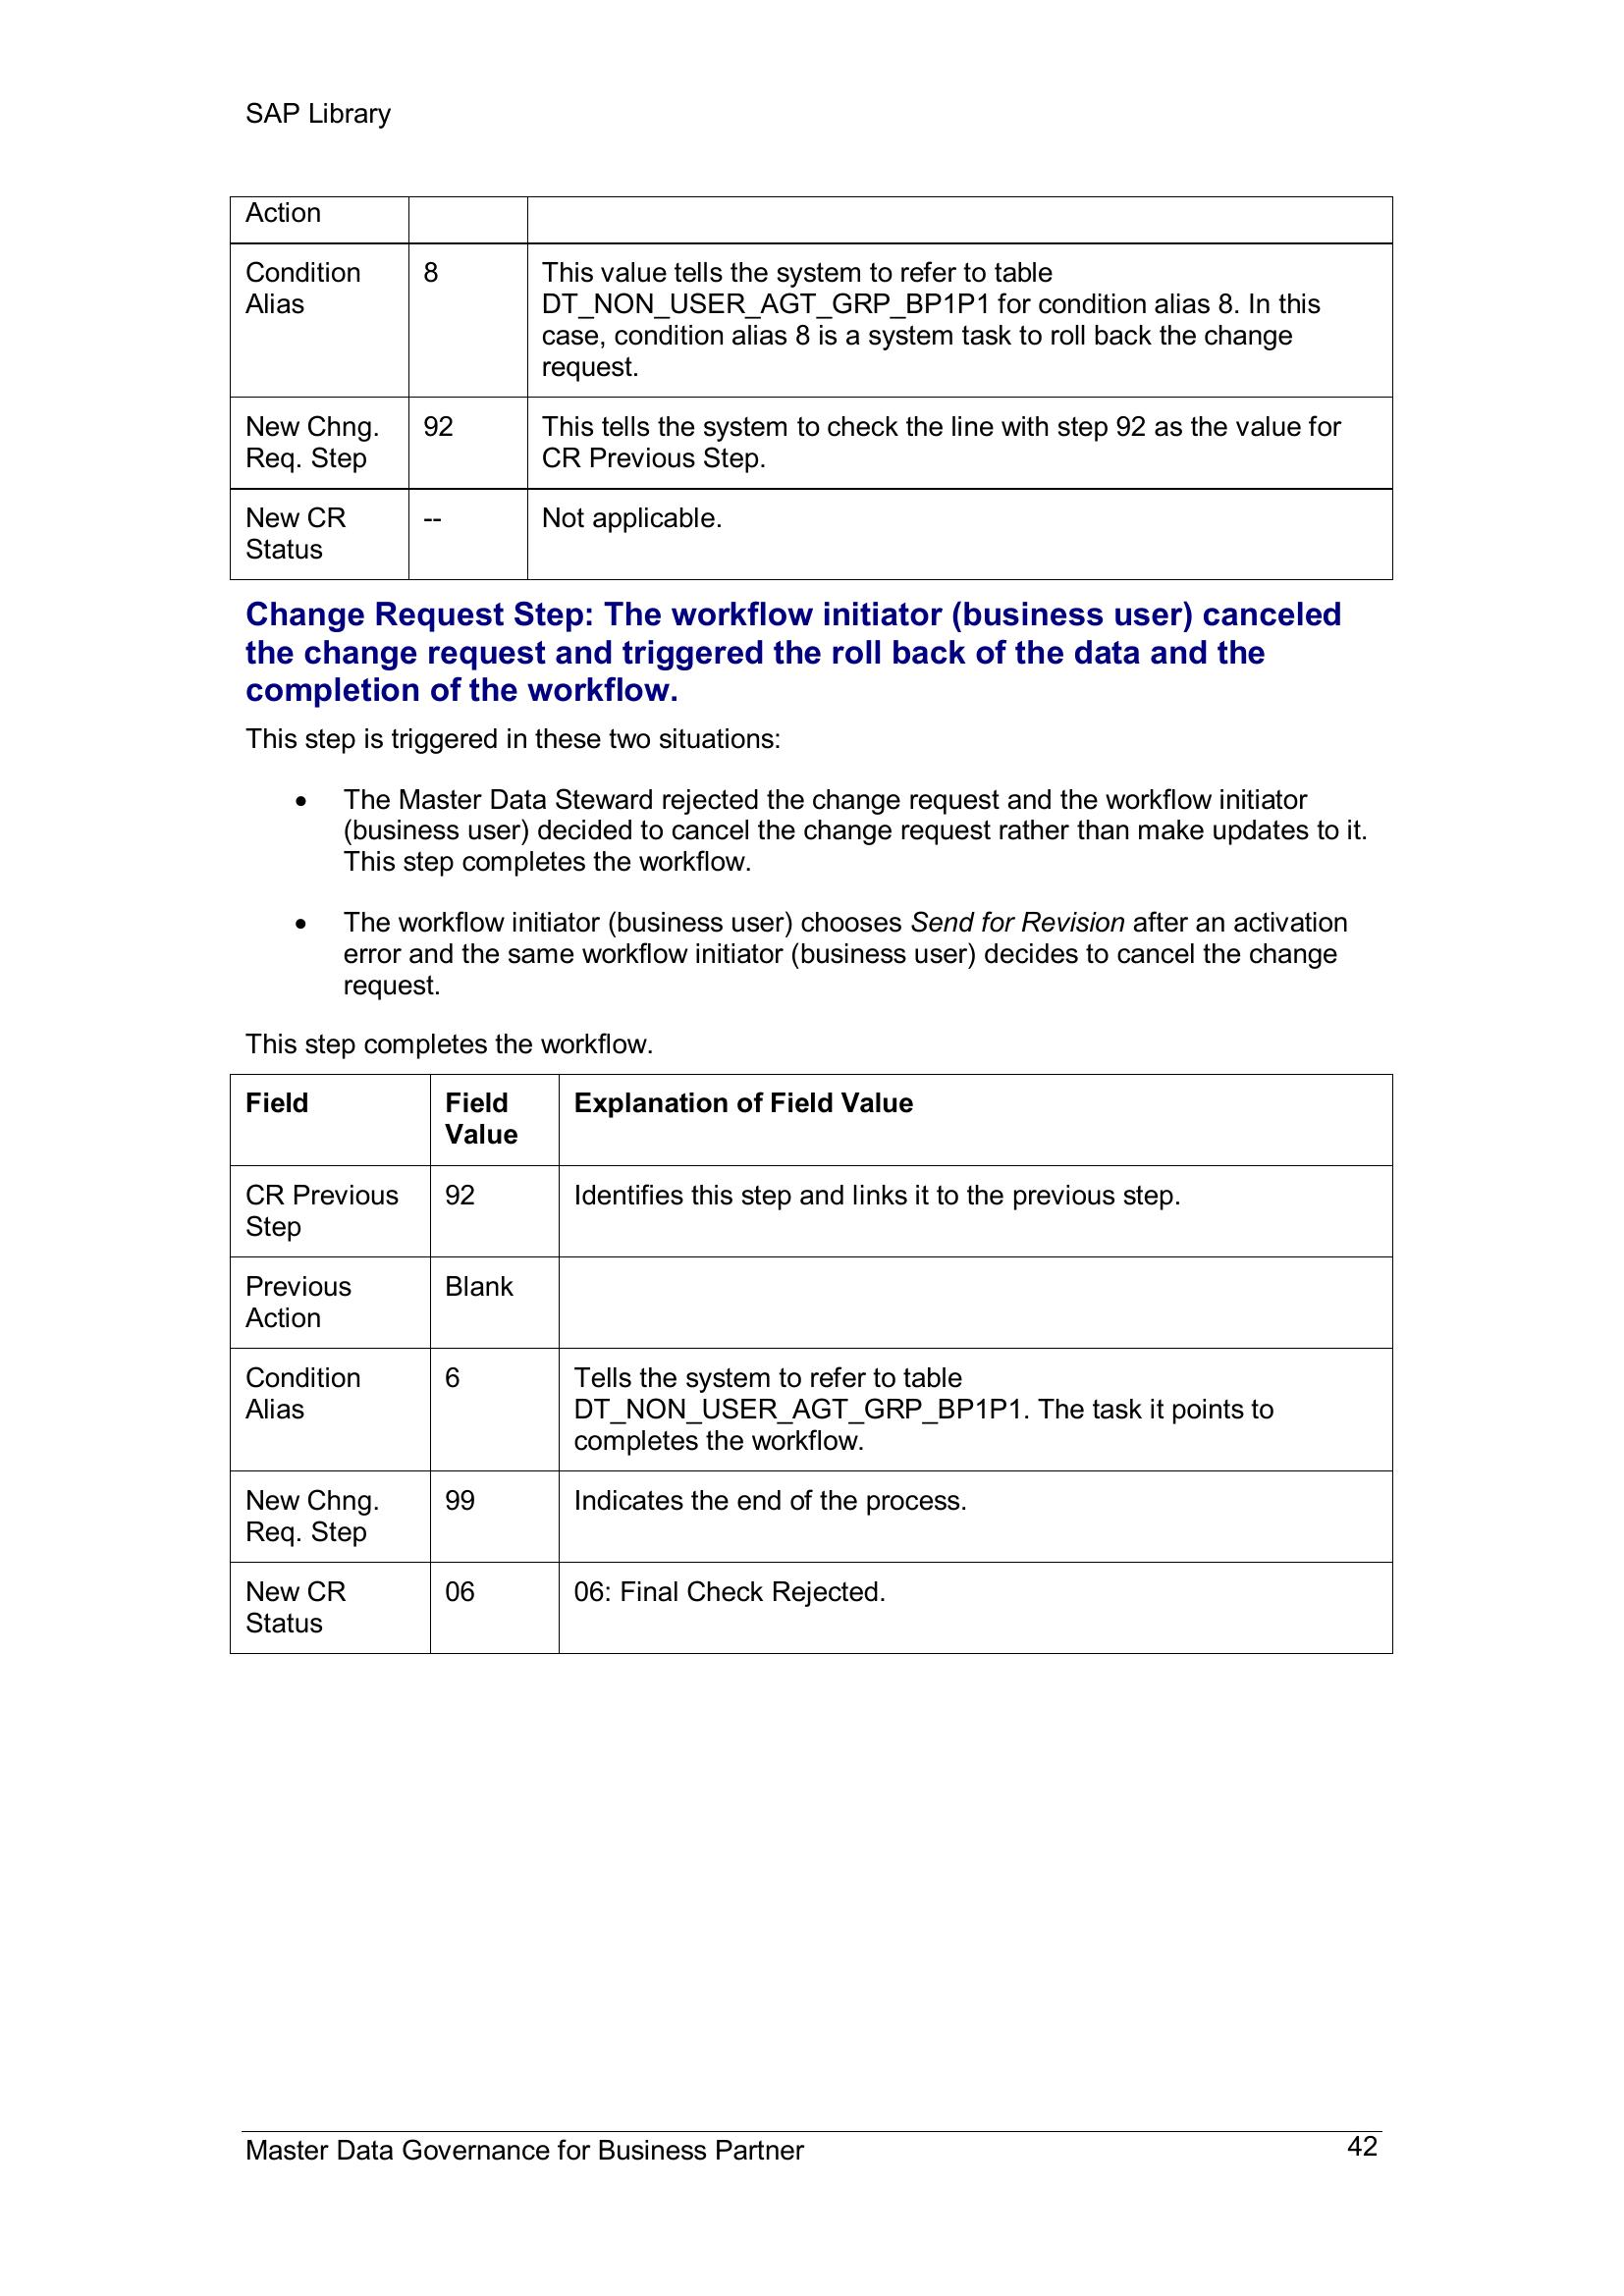 SAP Library
Action
Condition
Alias
8
This value tells the system to refer to table
DT_NON_USER_AGT_GRP_BP1P1 for condition alias 8. In this
case, condition alias 8 is a system task to roll back the change
request.
New Chng.
Req. Step
92
This tells the system to check the line with step 92 as the value for
CR Previous Step.
New CR
Status
--
Not applicable.
Change Request Step: The workflow initiator (business user) canceled
the change request and triggered the roll back of the data and the
completion of the workflow.
This step is triggered in these two situations:
• The Master Data Steward rejected the change request and the workflow initiator
(business user) decided to cancel the change request rather than make updates to it.
This step completes the workflow.
• The workflow initiator (business user) chooses Send for Revision after an activation
error and the same workflow initiator (business user) decides to cancel the change
request.
This step completes the workflow.
Field
Field
Value
Explanation of Field Value
CR Previous
Step
92
Identifies this step and links it to the previous step.
Previous
Action
Blank
Condition
Alias
6
Tells the system to refer to table
DT_NON_USER_AGT_GRP_BP1P1. The task it points to
completes the workflow.
New Chng.
Req. Step
99
Indicates the end of the process.
New CR
Status
06
06: Final Check Rejected.
Master Data Governance for Business Partner
42